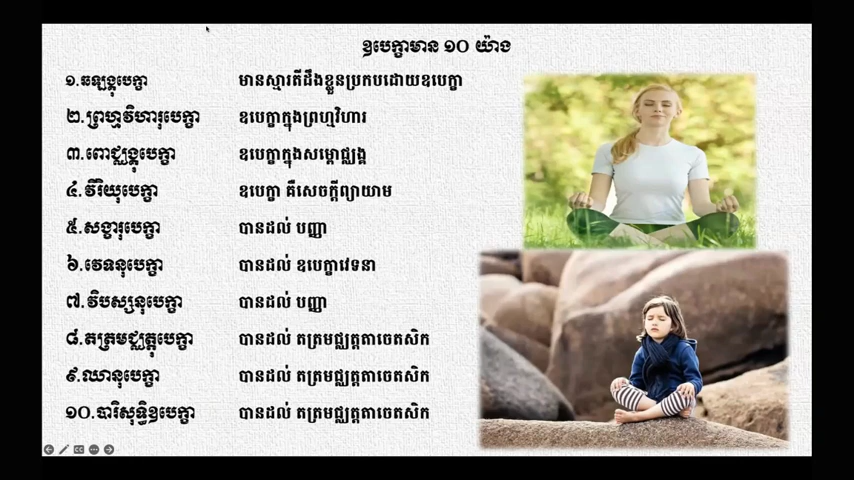 ឧបេក្ខាមាន ១០ យ៉ាង
១.ឆឡង្គុបេក្ខា មានស្មារតីដឹងខ្លួនប្រកបដោយឧបេក្ខា
២.ព្រហ្មវិហារុបេក្ខា ឧបេក្ខាក្នុងព្រហ្មវិហារ
៣.ពោជ្ឈង្គុបេក្ខា ឧបេក្ខាក្នុងសម្ពោជ្ឈង្គ
៤.វីរិយុបេក្ខា ឧបេក្ខា គឺសេចក្ដីព្យាយាម
៥.សង្ខារុបេក្ខា បានដល់ បញ្ញា
៦.វេទនុបេក្ខា បានដល់ ឧបេក្ខាវេទនា
៧.វិបស្សនុបេក្ខា បានដល់ បញ្ញា
៨.តត្រមជ្ឈត្តុបេក្ខា បានដល់ តត្រមជ្ឈត្តតាចេតសិក
៩.ឈានុបេក្ខា បានដល់ តត្រមជ្ឈត្តតាចេតសិក
១០.បារិសុទ្ធិឧបេក្ខា បានដល់ តត្រមជ្ឈត្តតាចេតសិក